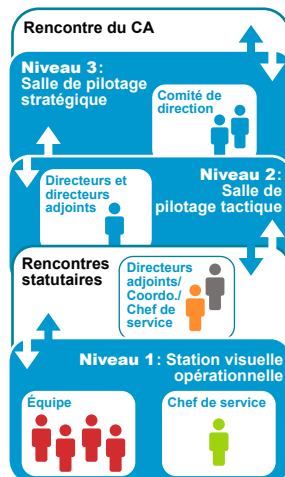 Rencontre du CA
Niveau 3:
Salle de pilotage
stratégique
Comité de
direction
Directeurs et
directeurs
adjoints
Niveau 2:
Salle de
pilotage tactique
Rencontres
statutaires
Directeurs
adjoints/
Coordo./
Chef de
service
Niveau 1: Station visuelle
opérationnelle
Équipe
Chef de service